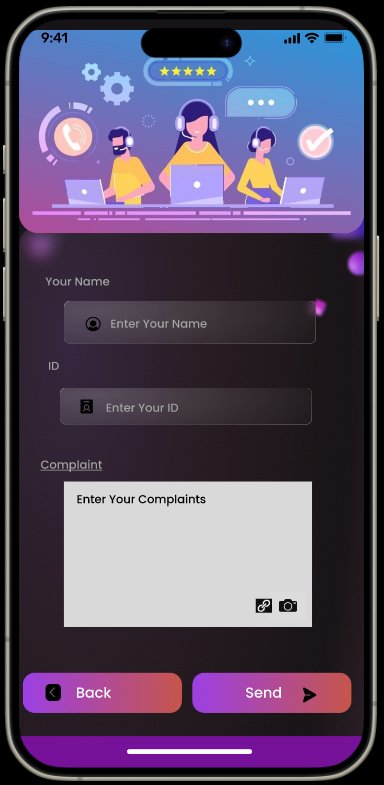 9:41
Your Name
Enter Your Name
ID
Enter Your ID
Complaint
Enter Your Complaints
Back
Send